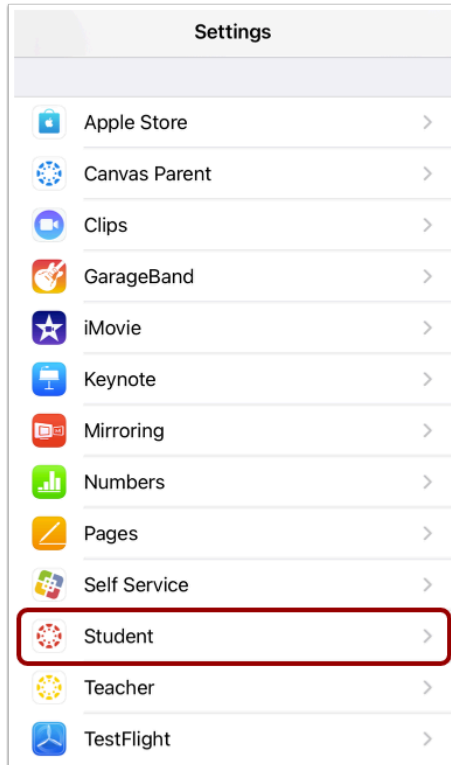 Settings
Apple Store
Canvas Parent
Clips
GarageBand
iMovie
Keynote
Mirroring
Numbers
Pages
Self Service
Student
Teacher
TestFlight